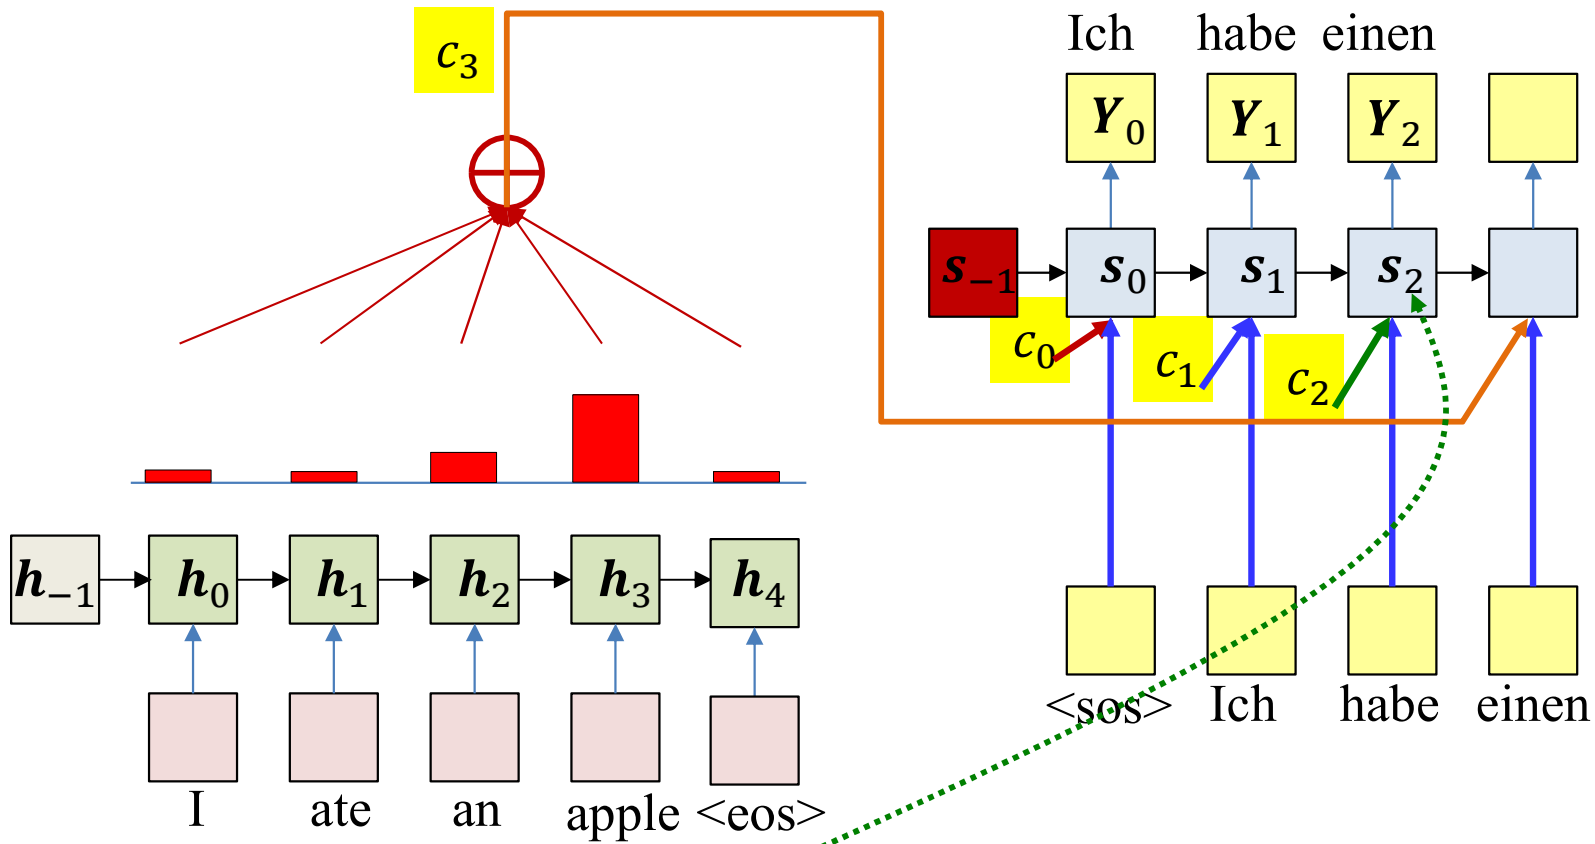 Ich habe einen
c₃
Y₀ Y₁ Y₂
s₋₁ s₀ s₁ s₂
c₀ c₁ c₂
h₋₁ h₀ h₁ h₂ h₃ h₄
<sos> Ich habe einen
I ate an apple <eos>